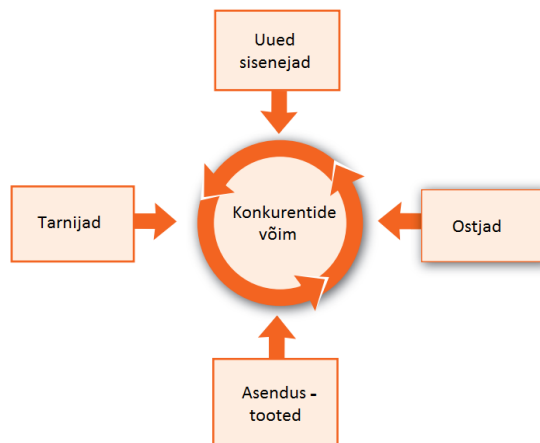 Uued
sisenejad
Tarnijad
Konkurentide
võim
Ostjad
Asendus -
tooted